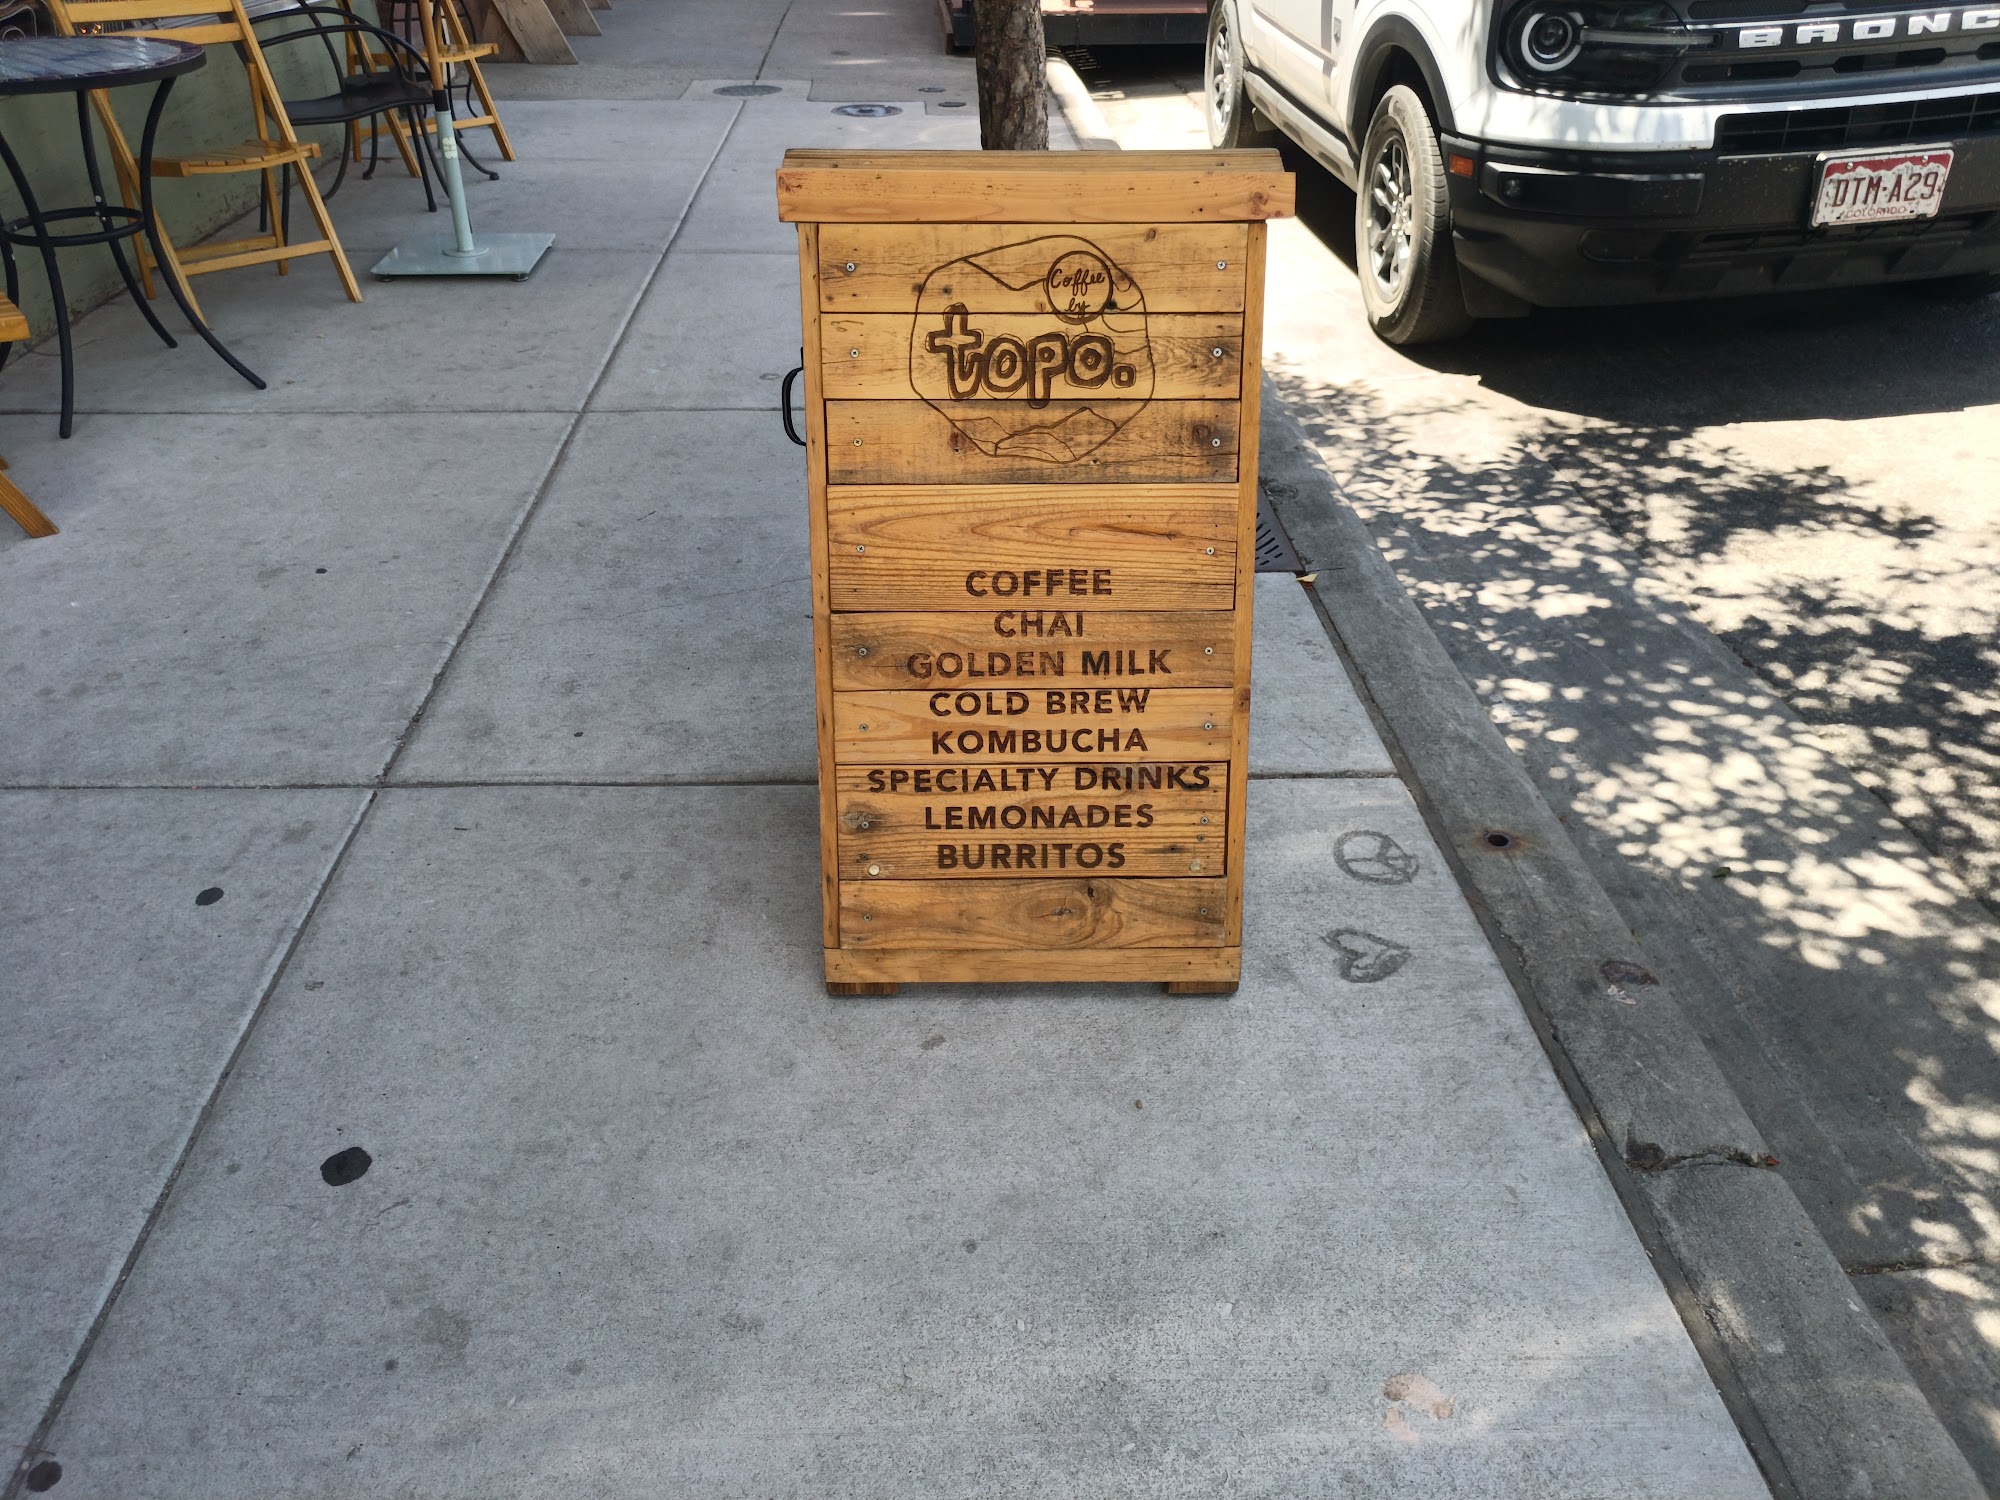 Coffee
by
topo.
COFFEE
CHAI
GOLDEN MILK
COLD BREW
KOMBUCHA
SPECIALTY DRINKS
LEMONADES
BURRITOS
BRONC
DTM-A29
COLORADO